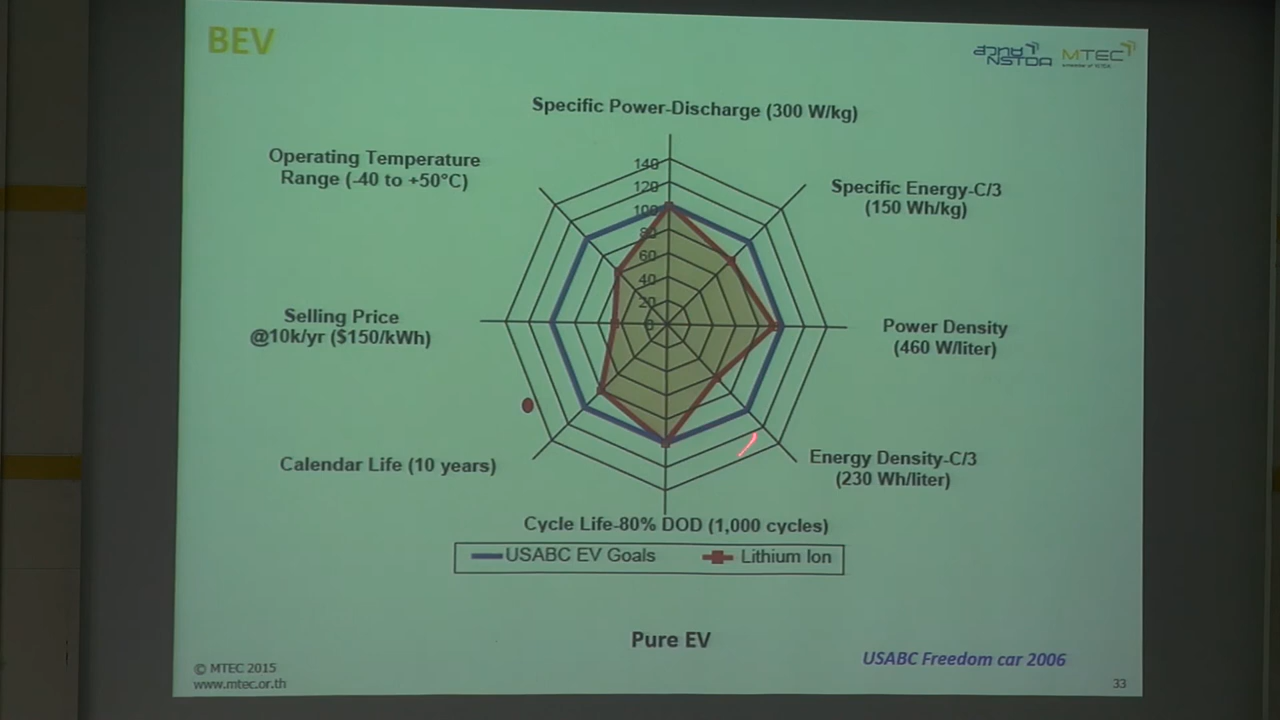 BEV
สวทช
NSTDA
MTEC
Specific Power-Discharge (300 W/kg)
Operating Temperature
Range (-40 to +50°C)
Specific Energy-C/3
(150 Wh/kg)
140
120
100
80
60
40
20
0
Selling Price
@10k/yr ($150/kWh)
Power Density
(460 W/liter)
Calendar Life (10 years)
Energy Density-C/3
(230 Wh/liter)
Cycle Life-80% DOD (1,000 cycles)
USABC EV Goals Lithium Ion
Pure EV
USABC Freedom car 2006
© MTEC 2015
www.mtec.or.th
33